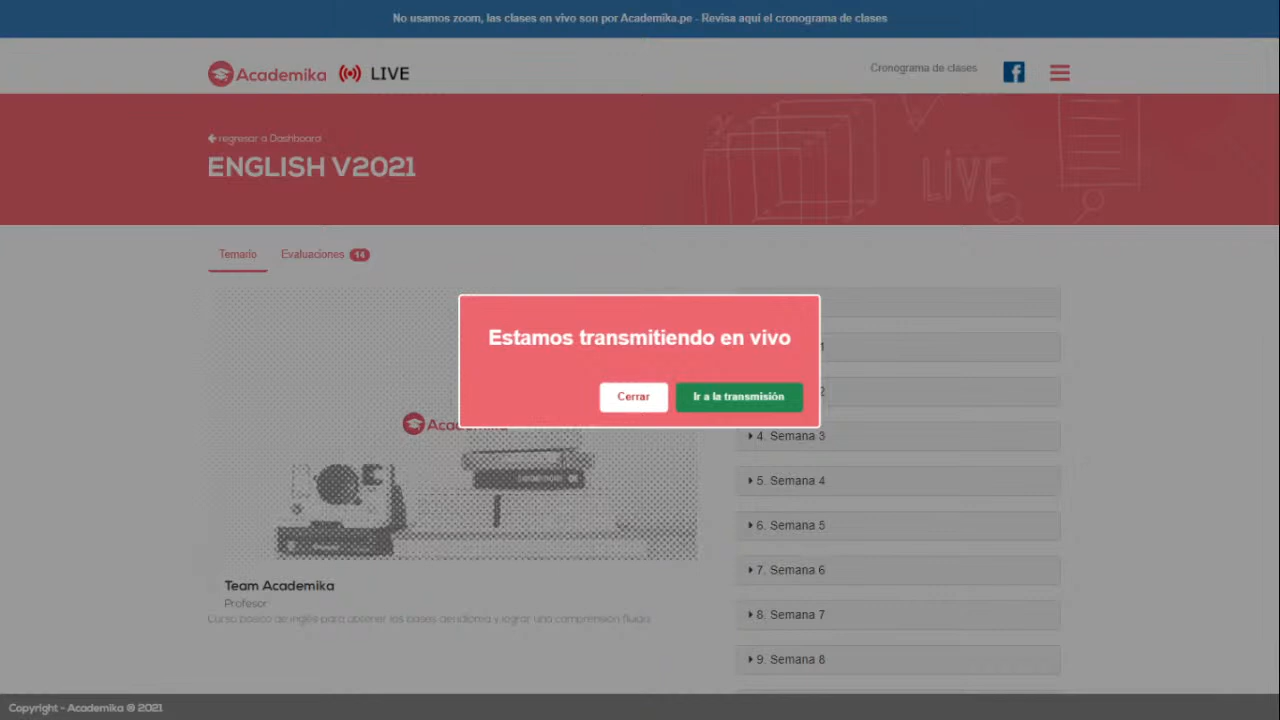 No usamos zoom, las clases en vivo son por Academika.pe - Revisa aquí el cronograma de clases
Academika LIVE
Cronograma de clases
regresar a Dashboard
ENGLISH V2021
LIVE
Temario
Evaluaciones 14
Estamos transmitiendo en vivo
Cerrar
Ir a la transmisión
1
2
4. Semana 3
5. Semana 4
6. Semana 5
7. Semana 6
8. Semana 7
9. Semana 8
Team Academika
Profesor
Curso básico de inglés para obtener las bases del idioma y lograr una comprensión fluida
Copyright - Academika © 2021